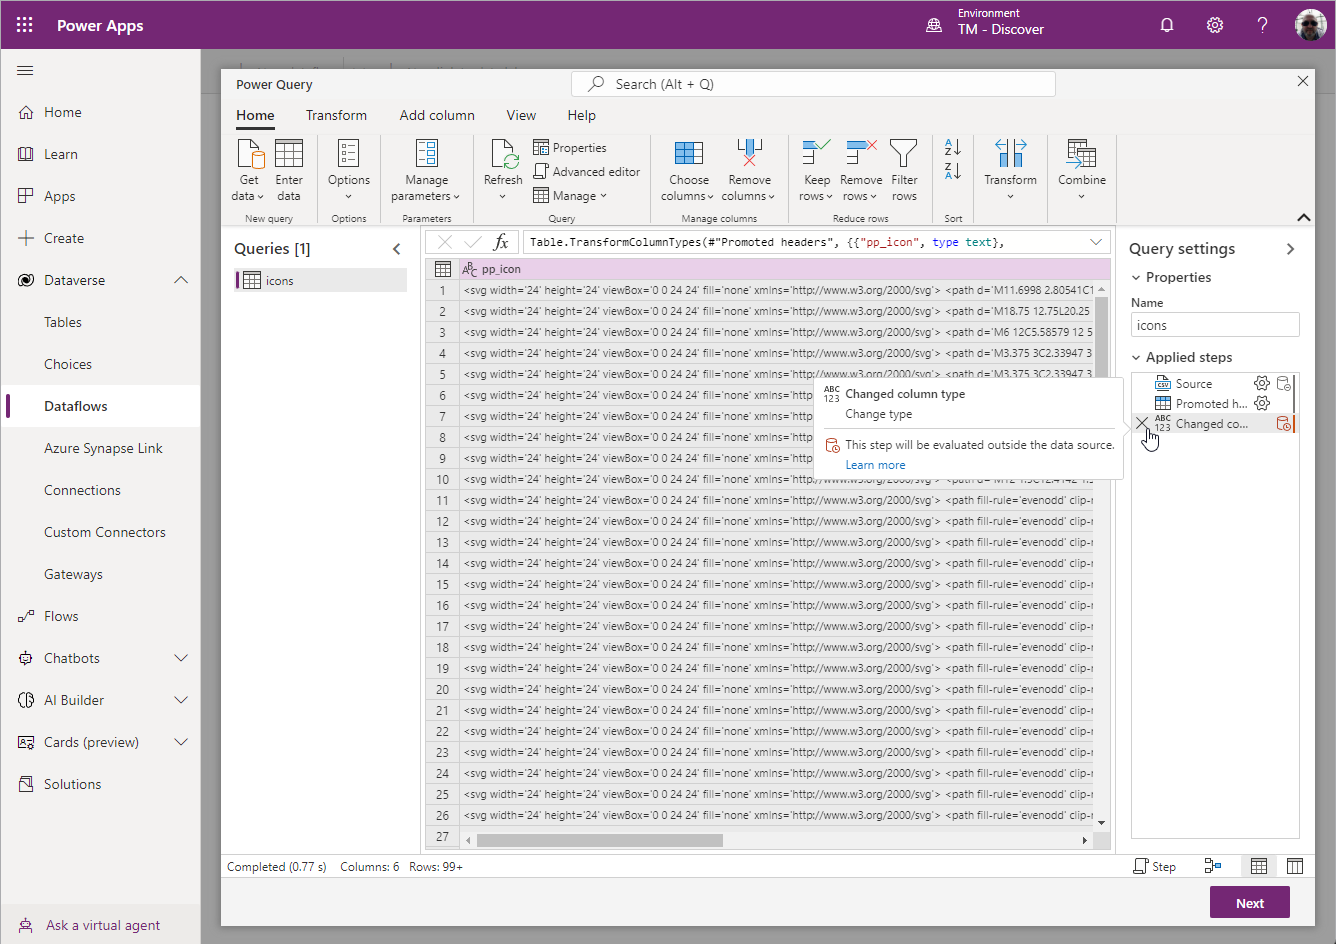 Power Apps
Environment
TM - Discover
Home
Learn
Apps
Create
Dataverse
Tables
Choices
Dataflows
Azure Synapse Link
Connections
Custom Connectors
Gateways
Flows
Chatbots
AI Builder
Cards (preview)
Solutions
Ask a virtual agent
Power Query
Search (Alt + Q)
Home Transform Add column View Help
Get data
Enter data
New query
Options
Options
Manage parameters
Parameters
Refresh
Properties
Advanced editor
Manage
Query
Choose columns
Remove columns
Manage columns
Keep rows
Remove rows
Filter rows
Reduce rows
Sort
Transform
Combine
Queries [1]
icons
fx
Table.TransformColumnTypes(#"Promoted headers", {{"pp_icon", type text},
pp_icon
1 <svg width='24' height='24' viewBox='0 0 24 24' fill='none' xmlns='http://www.w3.org/2000/svg'> <path d='M11.6998 2.80541C1
2 <svg width='24' height='24' viewBox='0 0 24 24' fill='none' xmlns='http://www.w3.org/2000/svg'> <path d='M18.75 12.75L20.25
3 <svg width='24' height='24' viewBox='0 0 24 24' fill='none' xmlns='http://www.w3.org/2000/svg'> <path d='M6 12C5.58579 12 5
4 <svg width='24' height='24' viewBox='0 0 24 24' fill='none' xmlns='http://www.w3.org/2000/svg'> <path d='M3.375 3C2.33947 3
5 <svg width='24' height='24' viewBox='0 0 24 24' fill='none' xmlns='http://www.w3.org/2000/svg'> <path d='M3.375 3C2.33947 3
6 <svg width='24' height='24' viewBox='0 0 24 24' fill='none' xmlns='http:/
7 <svg width='24' height='24' viewBox='0 0 24 24' fill='none' xmlns='http:/
8 <svg width='24' height='24' viewBox='0 0 24 24' fill='none' xmlns='http:/
9 <svg width='24' height='24' viewBox='0 0 24 24' fill='none' xmlns='http:/
10 <svg width='24' height='24' viewBox='0 0 24 24' fill='none' xmlns='http:/
11 <svg width='24' height='24' viewBox='0 0 24 24' fill='none' xmlns='http://www.w3.org/2000/svg'> <path fill-rule='evenodd' clip-r
12 <svg width='24' height='24' viewBox='0 0 24 24' fill='none' xmlns='http://www.w3.org/2000/svg'> <path fill-rule='evenodd' clip-r
13 <svg width='24' height='24' viewBox='0 0 24 24' fill='none' xmlns='http://www.w3.org/2000/svg'> <path fill-rule='evenodd' clip-r
14 <svg width='24' height='24' viewBox='0 0 24 24' fill='none' xmlns='http://www.w3.org/2000/svg'> <path fill-rule='evenodd' clip-r
15 <svg width='24' height='24' viewBox='0 0 24 24' fill='none' xmlns='http://www.w3.org/2000/svg'> <path fill-rule='evenodd' clip-r
16 <svg width='24' height='24' viewBox='0 0 24 24' fill='none' xmlns='http://www.w3.org/2000/svg'> <path fill-rule='evenodd' clip-r
17 <svg width='24' height='24' viewBox='0 0 24 24' fill='none' xmlns='http://www.w3.org/2000/svg'> <path fill-rule='evenodd' clip-r
18 <svg width='24' height='24' viewBox='0 0 24 24' fill='none' xmlns='http://www.w3.org/2000/svg'> <path fill-rule='evenodd' clip-r
19 <svg width='24' height='24' viewBox='0 0 24 24' fill='none' xmlns='http://www.w3.org/2000/svg'> <path fill-rule='evenodd' clip-r
20 <svg width='24' height='24' viewBox='0 0 24 24' fill='none' xmlns='http://www.w3.org/2000/svg'> <path fill-rule='evenodd' clip-r
21 <svg width='24' height='24' viewBox='0 0 24 24' fill='none' xmlns='http://www.w3.org/2000/svg'> <path fill-rule='evenodd' clip-r
22 <svg width='24' height='24' viewBox='0 0 24 24' fill='none' xmlns='http://www.w3.org/2000/svg'> <path fill-rule='evenodd' clip-r
23 <svg width='24' height='24' viewBox='0 0 24 24' fill='none' xmlns='http://www.w3.org/2000/svg'> <path fill-rule='evenodd' clip-r
24 <svg width='24' height='24' viewBox='0 0 24 24' fill='none' xmlns='http://www.w3.org/2000/svg'> <path fill-rule='evenodd' clip-r
25 <svg width='24' height='24' viewBox='0 0 24 24' fill='none' xmlns='http://www.w3.org/2000/svg'> <path fill-rule='evenodd' clip-r
26 <svg width='24' height='24' viewBox='0 0 24 24' fill='none' xmlns='http://www.w3.org/2000/svg'> <path fill-rule='evenodd' clip-r
27
ABC 123 Changed column type
Change type
This step will be evaluated outside the data source.
Learn more
Query settings
Properties
Name
icons
Applied steps
Source
Promoted h...
ABC 123 Changed co...
Completed (0.77 s) Columns: 6 Rows: 99+
Step
Next